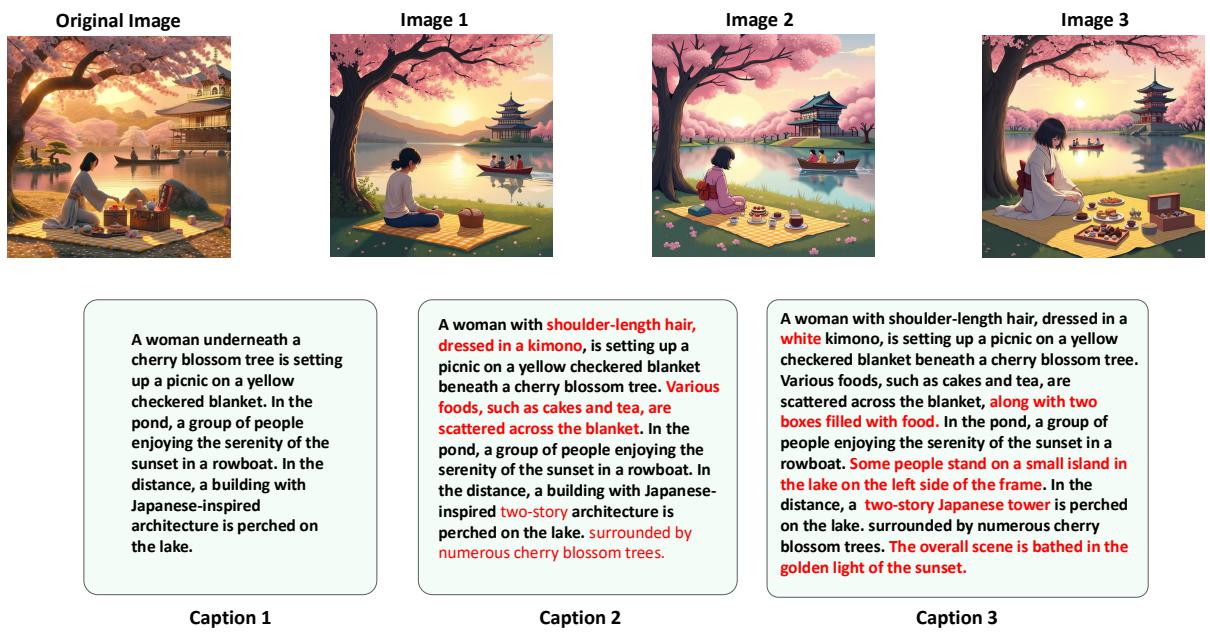 Original Image
Image 1
Image 2
Image 3
A woman underneath a
cherry blossom tree is setting
up a picnic on a yellow
checkered blanket. In the
pond, a group of people
enjoying the serenity of the
sunset in a rowboat. In the
distance, a building with
Japanese-inspired
architecture is perched on
the lake.
A woman with shoulder-length hair,
dressed in a kimono, is setting up a
picnic on a yellow checkered blanket
beneath a cherry blossom tree. Various
foods, such as cakes and tea, are
scattered across the blanket. In the
pond, a group of people enjoying the
serenity of the sunset in a rowboat. In
the distance, a building with Japanese-
inspired two-story architecture is
perched on the lake. surrounded by
numerous cherry blossom trees.
A woman with shoulder-length hair, dressed in a
white kimono, is setting up a picnic on a yellow
checkered blanket beneath a cherry blossom tree.
Various foods, such as cakes and tea, are
scattered across the blanket, along with two
boxes filled with food. In the pond, a group of
people enjoying the serenity of the sunset in a
rowboat. Some people stand on a small island in
the lake on the left side of the frame. In the
distance, a two-story Japanese tower is perched
on the lake. surrounded by numerous cherry
blossom trees. The overall scene is bathed in the
golden light of the sunset.
Caption 1
Caption 2
Caption 3